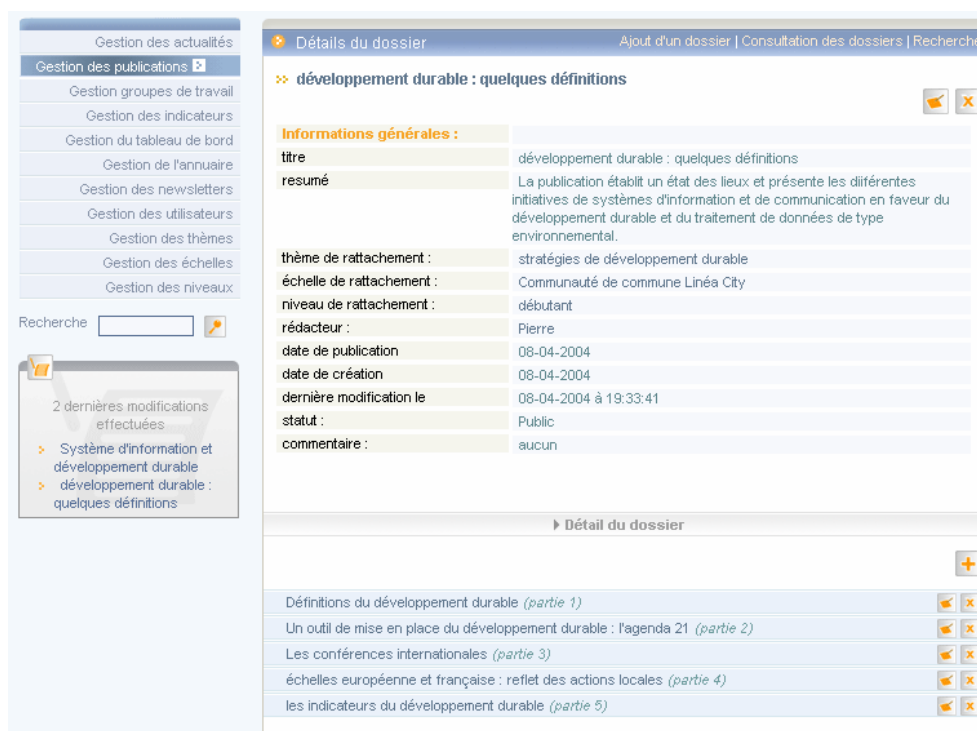 Gestion des actualités
Gestion des publications
Gestion groupes de travail
Gestion des indicateurs
Gestion du tableau de bord
Gestion de l'annuaire
Gestion des newsletters
Gestion des utilisateurs
Gestion des thèmes
Gestion des échelles
Gestion des niveaux
Recherche
2 dernières modifications
effectuées
Système d'information et
développement durable
développement durable :
quelques définitions
Détails du dossier
Ajout d'un dossier | Consultation des dossiers | Recherche
développement durable : quelques définitions
Informations générales :
titre développement durable : quelques définitions
resumé La publication établit un état des lieux et présente les diiférentes
initiatives de systèmes d'information et de communication en faveur du
développement durable et du traitement de données de type
environnemental.
thème de rattachement : stratégies de développement durable
échelle de rattachement : Communauté de commune Linéa City
niveau de rattachement : débutant
rédacteur : Pierre
date de publication 08-04-2004
date de création 08-04-2004
dernière modification le 08-04-2004 à 19:33:41
statut : Public
commentaire : aucun
Détail du dossier
Définitions du développement durable (partie 1)
Un outil de mise en place du développement durable : l'agenda 21 (partie 2)
Les conférences internationales (partie 3)
échelles européenne et française : reflet des actions locales (partie 4)
les indicateurs du développement durable (partie 5)